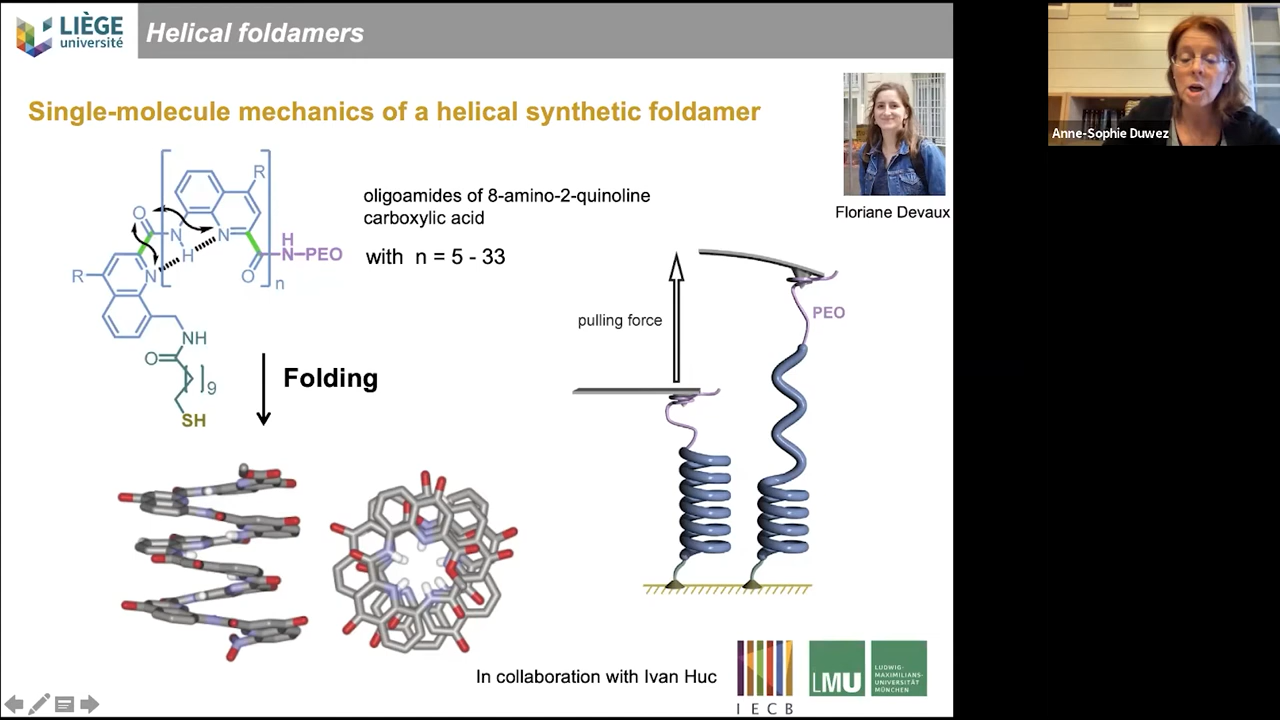 LIÈGE
université
Helical foldamers
Single-molecule mechanics of a helical synthetic foldamer
Anne-Sophie Duwez
Floriane Devaux
oligoamides of 8-amino-2-quinoline
carboxylic acid
with n = 5 - 33
R
O
N
N
H
H
N-PEO
R
N
O
n
NH
O
9
SH
Folding
pulling force
PEO
In collaboration with Ivan Huc
IECB
LMU
LUDWIG-
MAXIMILIANS-
UNIVERSITÄT
MÜNCHEN